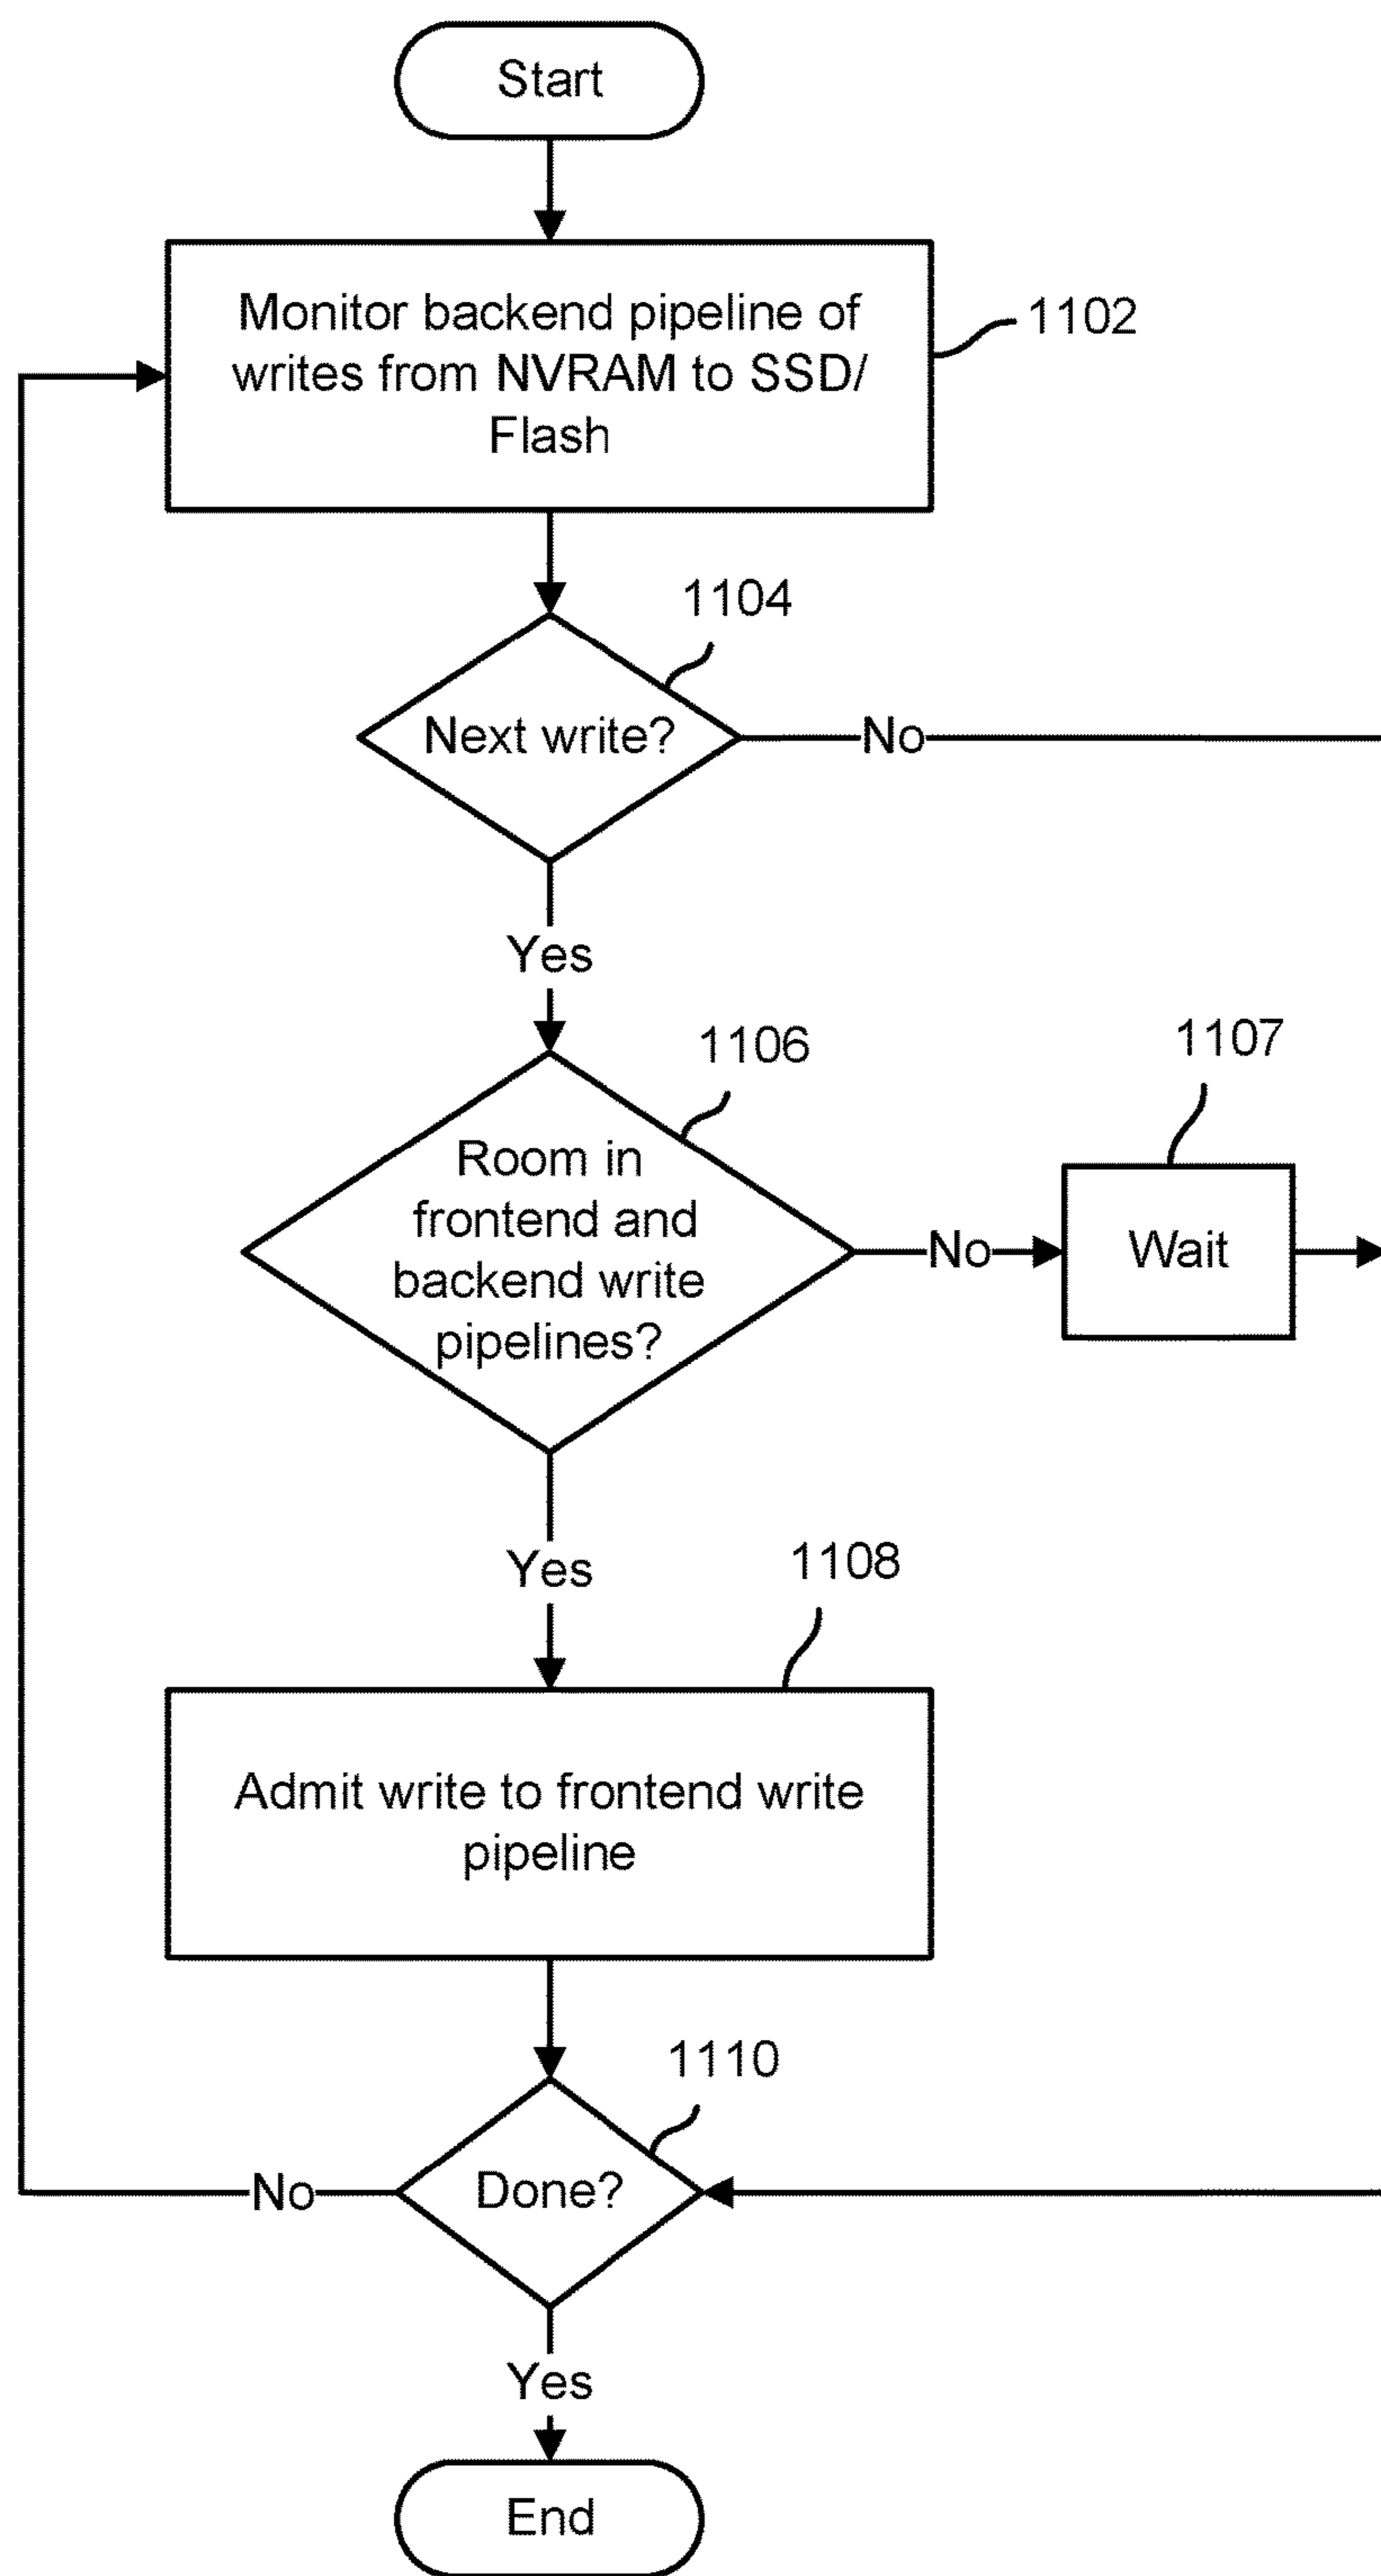 Start
Monitor backend pipeline of
writes from NVRAM to SSD/
Flash
1102
1104
Next write?
No
Yes
1106
1107
Room in
frontend and
backend write
pipelines?
No
Wait
Yes
1108
Admit write to frontend write
pipeline
1110
No
Done?
Yes
End